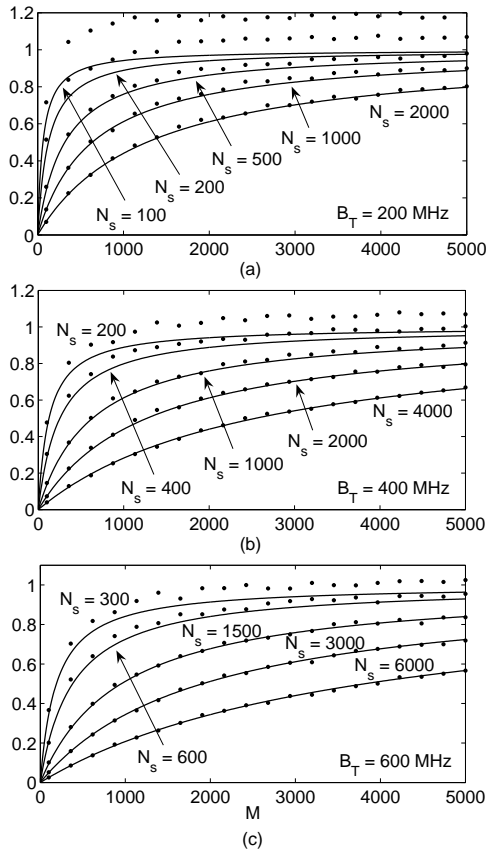 1.2
1
0.8
0.6
0.4
0.2
0
N_s = 2000
N_s = 1000
N_s = 500
N_s = 200
N_s = 100
B_T = 200 MHz
0 1000 2000 3000 4000 5000
(a)
1.2
1
0.8
0.6
0.4
0.2
0
N_s = 200
N_s = 4000
N_s = 2000
N_s = 1000
N_s = 400
B_T = 400 MHz
0 1000 2000 3000 4000 5000
(b)
1
0.8
0.6
0.4
0.2
0
N_s = 300
N_s = 1500
N_s = 3000
N_s = 6000
N_s = 600
B_T = 600 MHz
0 1000 2000 3000 4000 5000
M
(c)